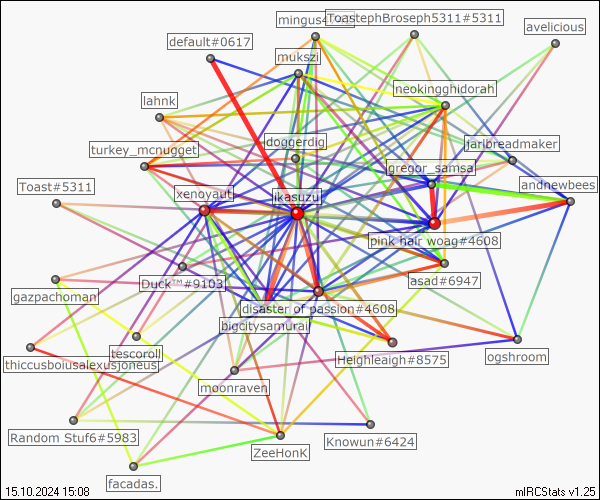 ToastephBroseph5311#5311
avelicious
default#0617
mukszi
neokingghidorah
lahnk
doggerdig
jarlbreadmaker
turkey_mcnugget
gregor_samsa
Toast#5311
xenoyaut
ikasuzu
andnewbees
pink hair woag#4608
Duck™#9103
asad#6947
gazpachoman
disaster of passion#4608
bigcitysamurai
tescoroll
Heighleaigh#8575
ogshroom
thiccusboiusalexusjoneus
moonraven
Random Stuf6#5983
ZeeHonK
Knowun#6424
facadas.
15.10.2024 15:08
mIRCStats v1.25